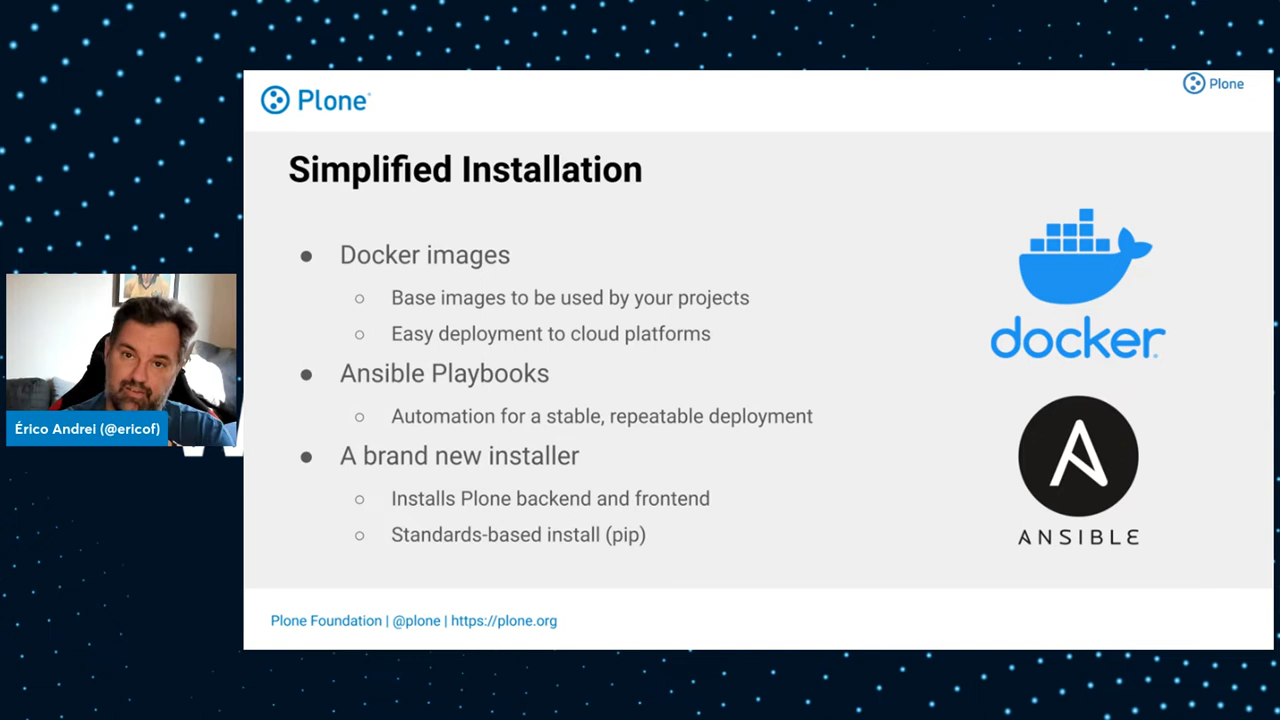 Plone
Plone
Simplified Installation
● Docker images
○ Base images to be used by your projects
○ Easy deployment to cloud platforms
● Ansible Playbooks
○ Automation for a stable, repeatable deployment
● A brand new installer
○ Installs Plone backend and frontend
○ Standards-based install (pip)
docker
ANSIBLE
Érico Andrei (@ericof)
Plone Foundation | @plone | https://plone.org